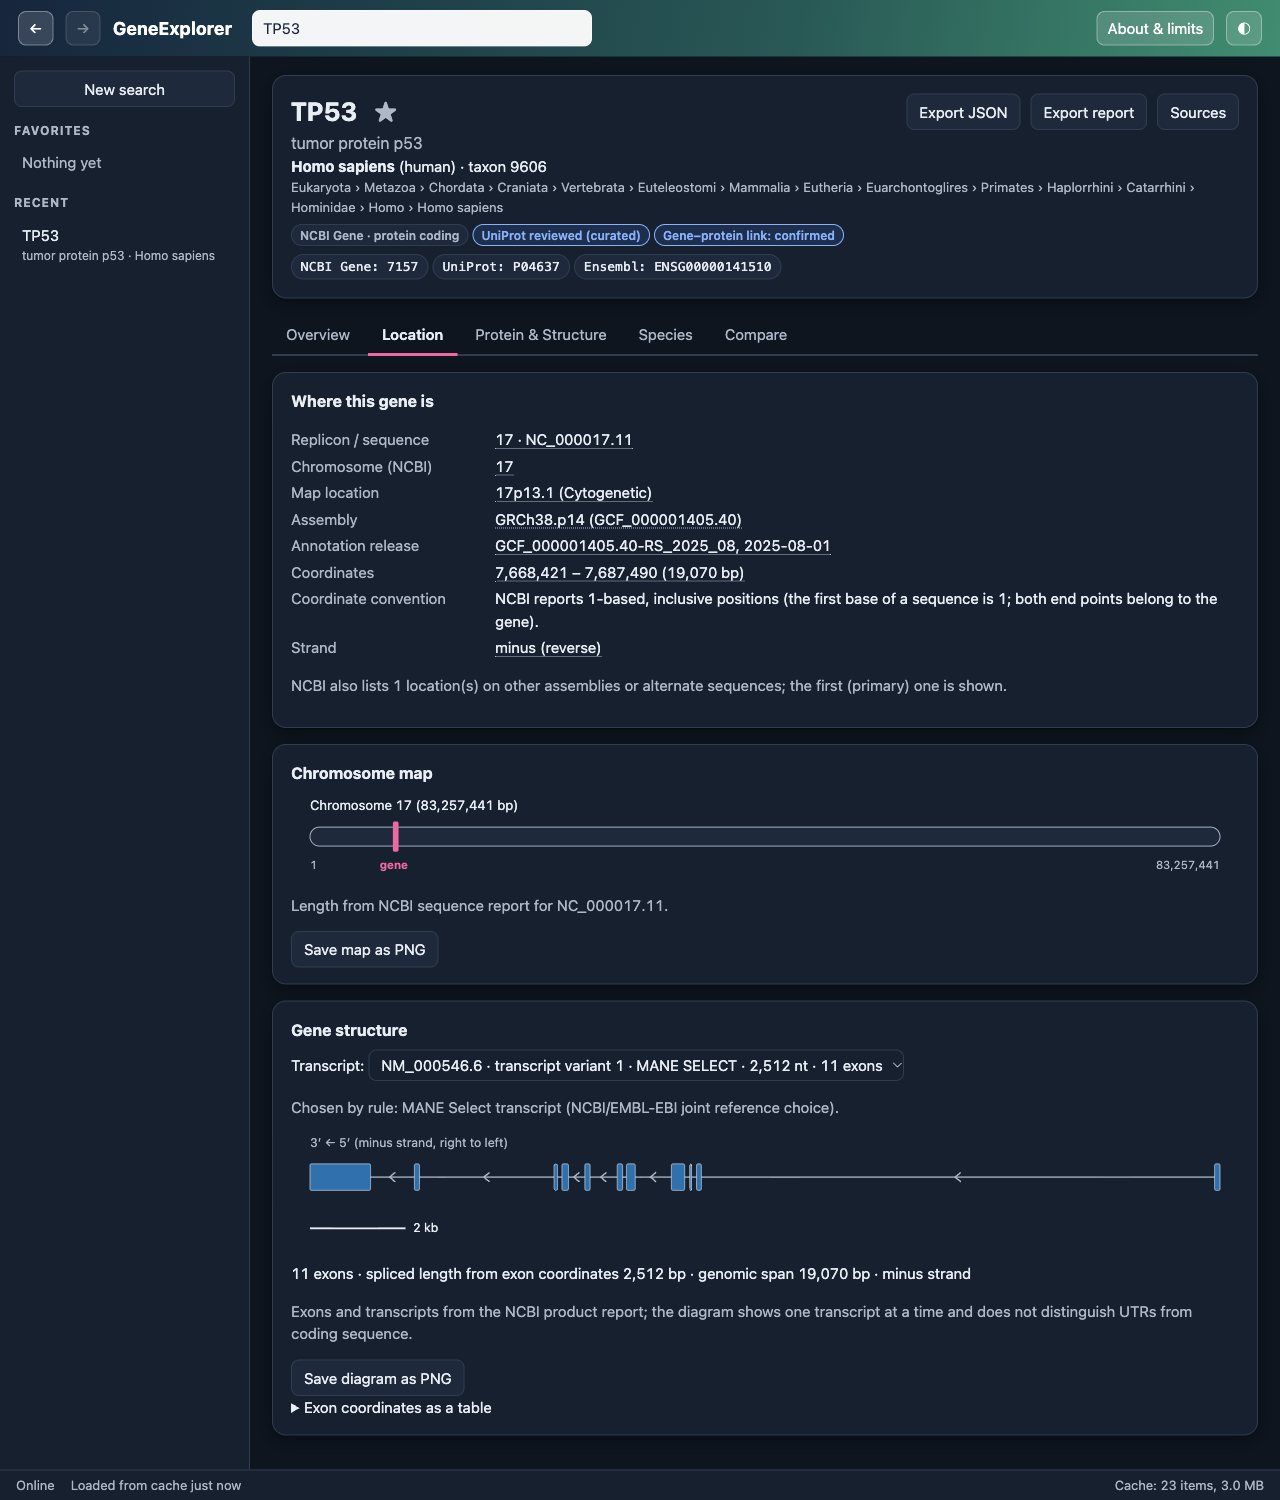 GeneExplorer
TP53
About & limits
New search
FAVORITES
Nothing yet
RECENT
TP53
tumor protein p53 · Homo sapiens
TP53
Export JSON
Export report
Sources
tumor protein p53
Homo sapiens (human) · taxon 9606
Eukaryota › Metazoa › Chordata › Craniata › Vertebrata › Euteleostomi › Mammalia › Eutheria › Euarchontoglires › Primates › Haplorrhini › Catarrhini ›
Hominidae › Homo › Homo sapiens
NCBI Gene · protein coding
UniProt reviewed (curated)
Gene–protein link: confirmed
NCBI Gene: 7157
UniProt: P04637
Ensembl: ENSG00000141510
Overview
Location
Protein & Structure
Species
Compare
Where this gene is
Replicon / sequence 17 · NC_000017.11
Chromosome (NCBI) 17
Map location 17p13.1 (Cytogenetic)
Assembly GRCh38.p14 (GCF_000001405.40)
Annotation release GCF_000001405.40-RS_2025_08, 2025-08-01
Coordinates 7,668,421 – 7,687,490 (19,070 bp)
Coordinate convention NCBI reports 1-based, inclusive positions (the first base of a sequence is 1; both end points belong to the
gene).
Strand minus (reverse)
NCBI also lists 1 location(s) on other assemblies or alternate sequences; the first (primary) one is shown.
Chromosome map
Chromosome 17 (83,257,441 bp)
1
gene
83,257,441
Length from NCBI sequence report for NC_000017.11.
Save map as PNG
Gene structure
Transcript: NM_000546.6 · transcript variant 1 · MANE SELECT · 2,512 nt · 11 exons
Chosen by rule: MANE Select transcript (NCBI/EMBL-EBI joint reference choice).
3′ ← 5′ (minus strand, right to left)
2 kb
11 exons · spliced length from exon coordinates 2,512 bp · genomic span 19,070 bp · minus strand
Exons and transcripts from the NCBI product report; the diagram shows one transcript at a time and does not distinguish UTRs from
coding sequence.
Save diagram as PNG
Exon coordinates as a table
Online
Loaded from cache just now
Cache: 23 items, 3.0 MB